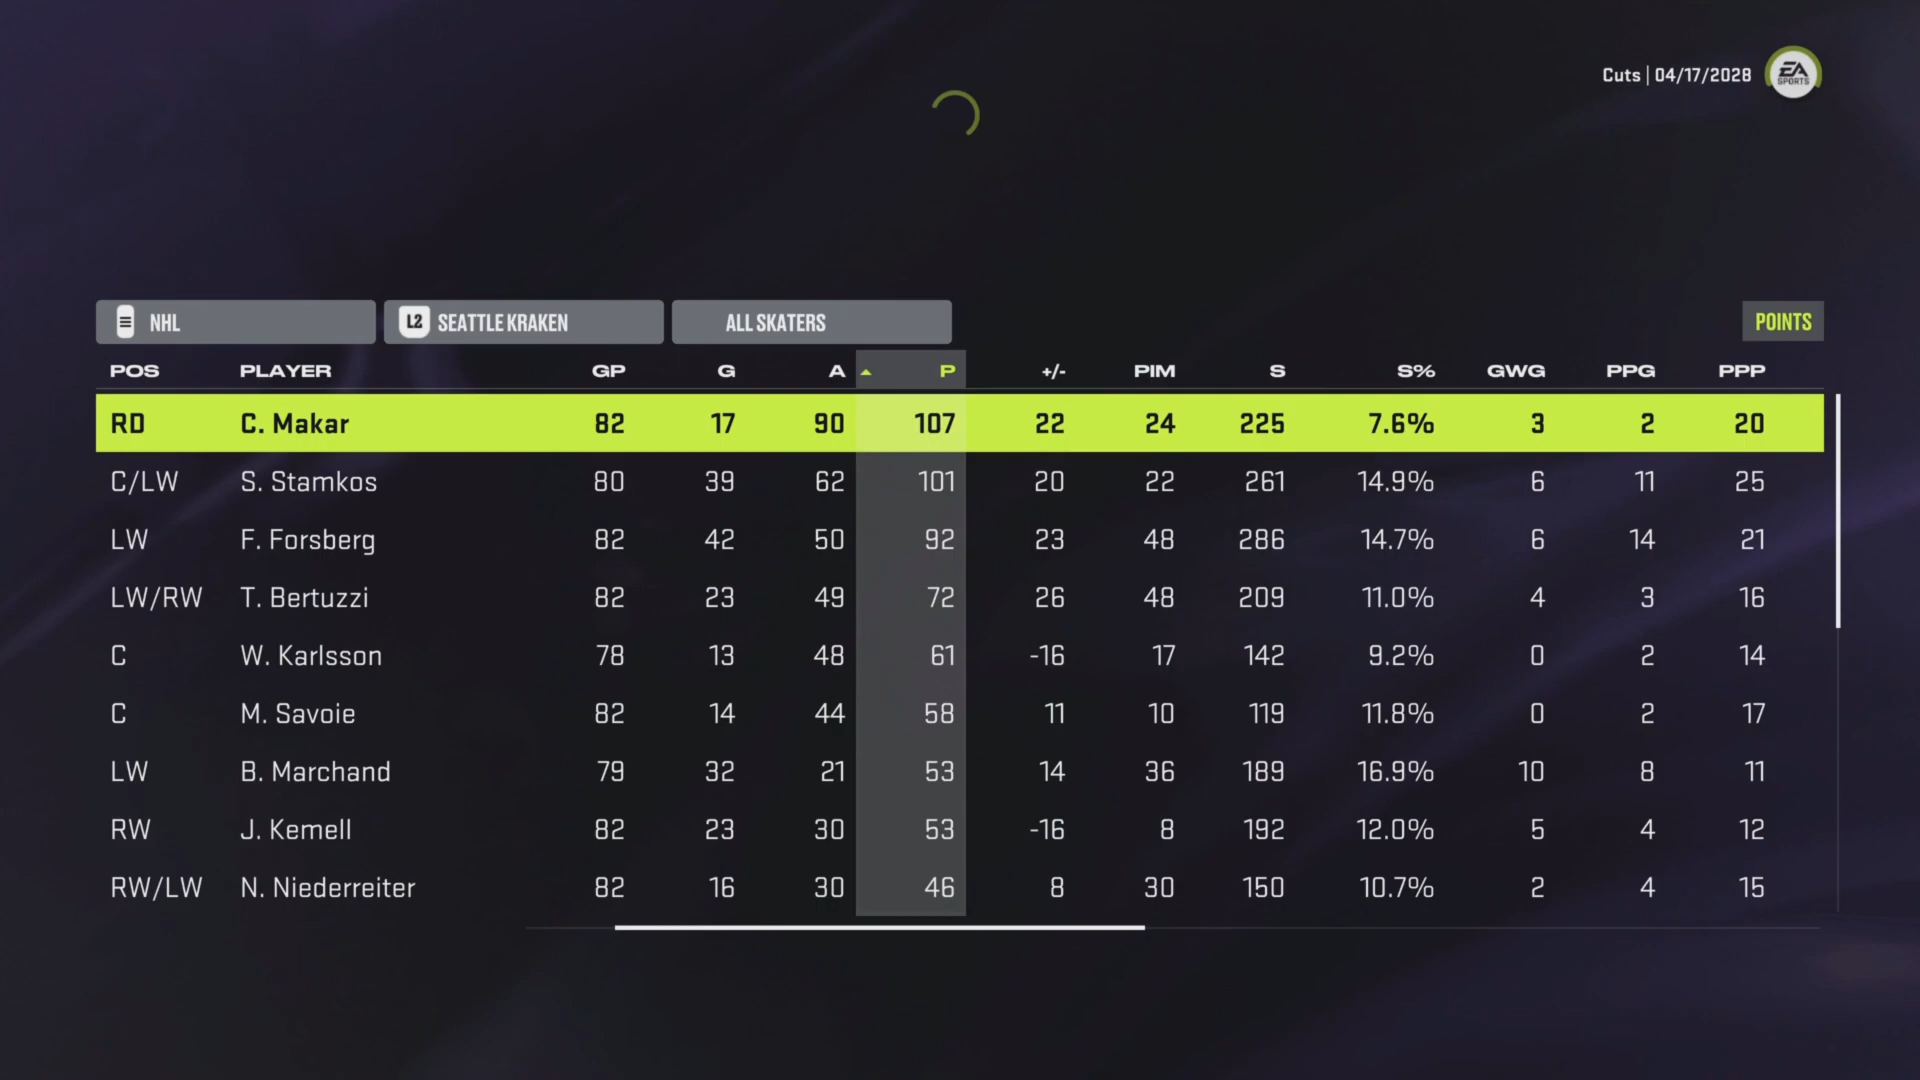 Cuts | 04/17/2028 EA SPORTS
NHL L2 SEATTLE KRAKEN ALL SKATERS POINTS
POS PLAYER GP G A P +/- PIM S S% GWG PPG PPP
RD C. Makar 82 17 90 107 22 24 225 7.6% 3 2 20
C/LW S. Stamkos 80 39 62 101 20 22 261 14.9% 6 11 25
LW F. Forsberg 82 42 50 92 23 48 286 14.7% 6 14 21
LW/RW T. Bertuzzi 82 23 49 72 26 48 209 11.0% 4 3 16
C W. Karlsson 78 13 48 61 -16 17 142 9.2% 0 2 14
C M. Savoie 82 14 44 58 11 10 119 11.8% 0 2 17
LW B. Marchand 79 32 21 53 14 36 189 16.9% 10 8 11
RW J. Kemell 82 23 30 53 -16 8 192 12.0% 5 4 12
RW/LW N. Niederreiter 82 16 30 46 8 30 150 10.7% 2 4 15